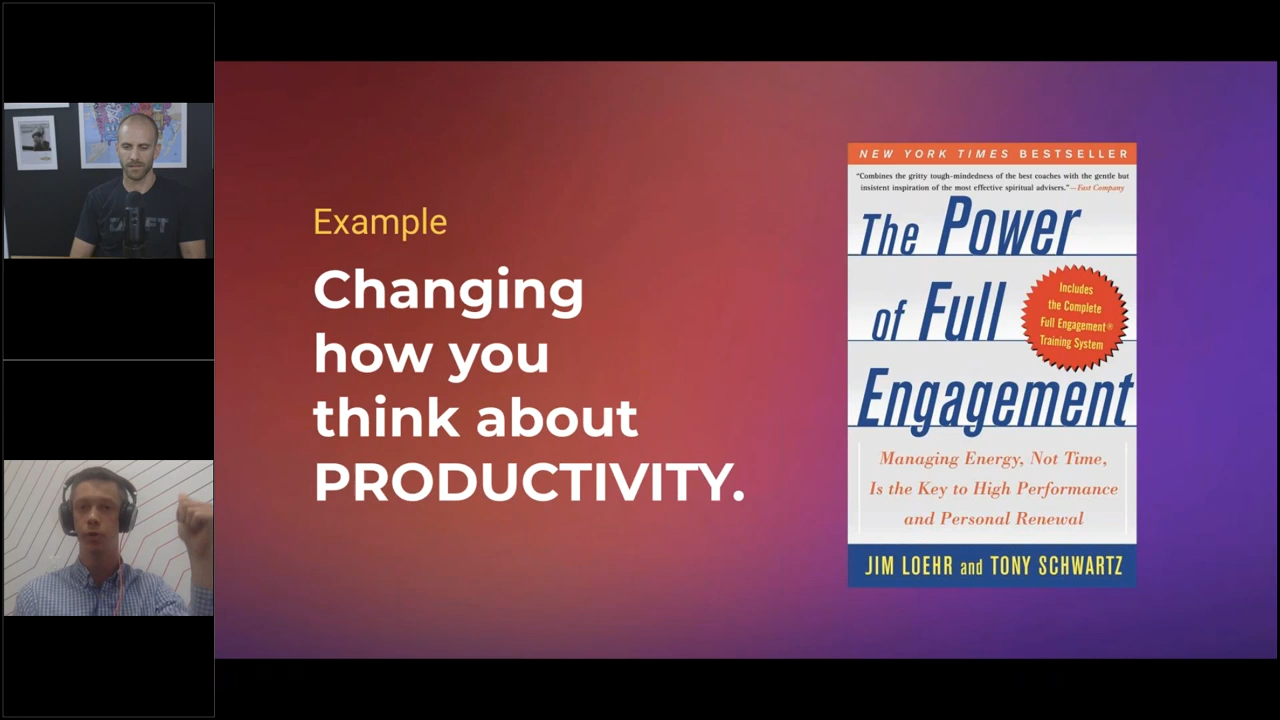 Example
Changing
how you
think about
PRODUCTIVITY.
NEW YORK TIMES BESTSELLER
"Combines the gritty tough-mindedness of the best coaches with the gentle but
insistent inspiration of the most effective spiritual advisers."—Fast Company
The Power
of Full
Engagement
Includes
the Complete
Full Engagement®
Training System
Managing Energy, Not Time,
Is the Key to High Performance
and Personal Renewal
JIM LOEHR and TONY SCHWARTZ